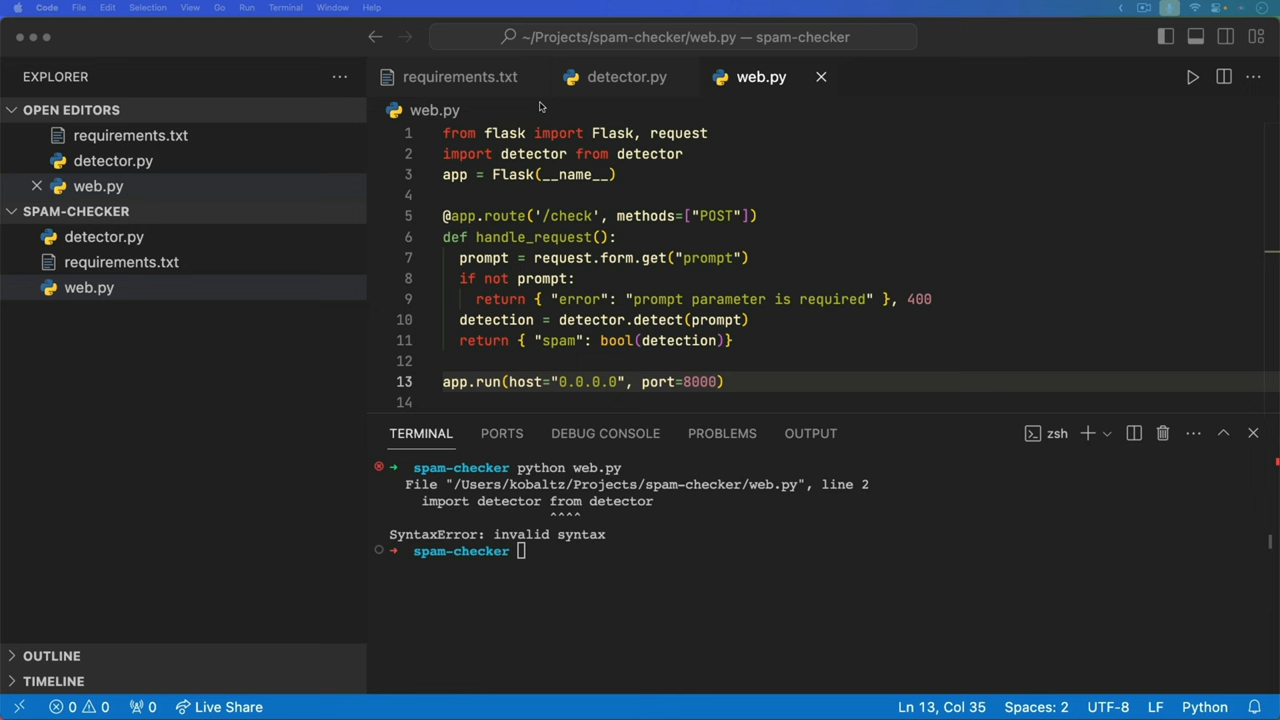 Code File Edit Selection View Go Run Terminal Window Help
~/Projects/spam-checker/web.py — spam-checker
EXPLORER
OPEN EDITORS
requirements.txt
detector.py
web.py
SPAM-CHECKER
detector.py
requirements.txt
web.py
OUTLINE
TIMELINE
requirements.txt detector.py web.py
web.py
1 from flask import Flask, request
2 import detector from detector
3 app = Flask(__name__)
4
5 @app.route('/check', methods=["POST"])
6 def handle_request():
7 prompt = request.form.get("prompt")
8 if not prompt:
9 return { "error": "prompt parameter is required" }, 400
10 detection = detector.detect(prompt)
11 return { "spam": bool(detection)}
12
13 app.run(host="0.0.0.0", port=8000)
14
TERMINAL PORTS DEBUG CONSOLE PROBLEMS OUTPUT zsh
spam-checker python web.py
File "/Users/kobaltz/Projects/spam-checker/web.py", line 2
import detector from detector
^^^^
SyntaxError: invalid syntax
spam-checker
0 0 0 Live Share Ln 13, Col 35 Spaces: 2 UTF-8 LF Python